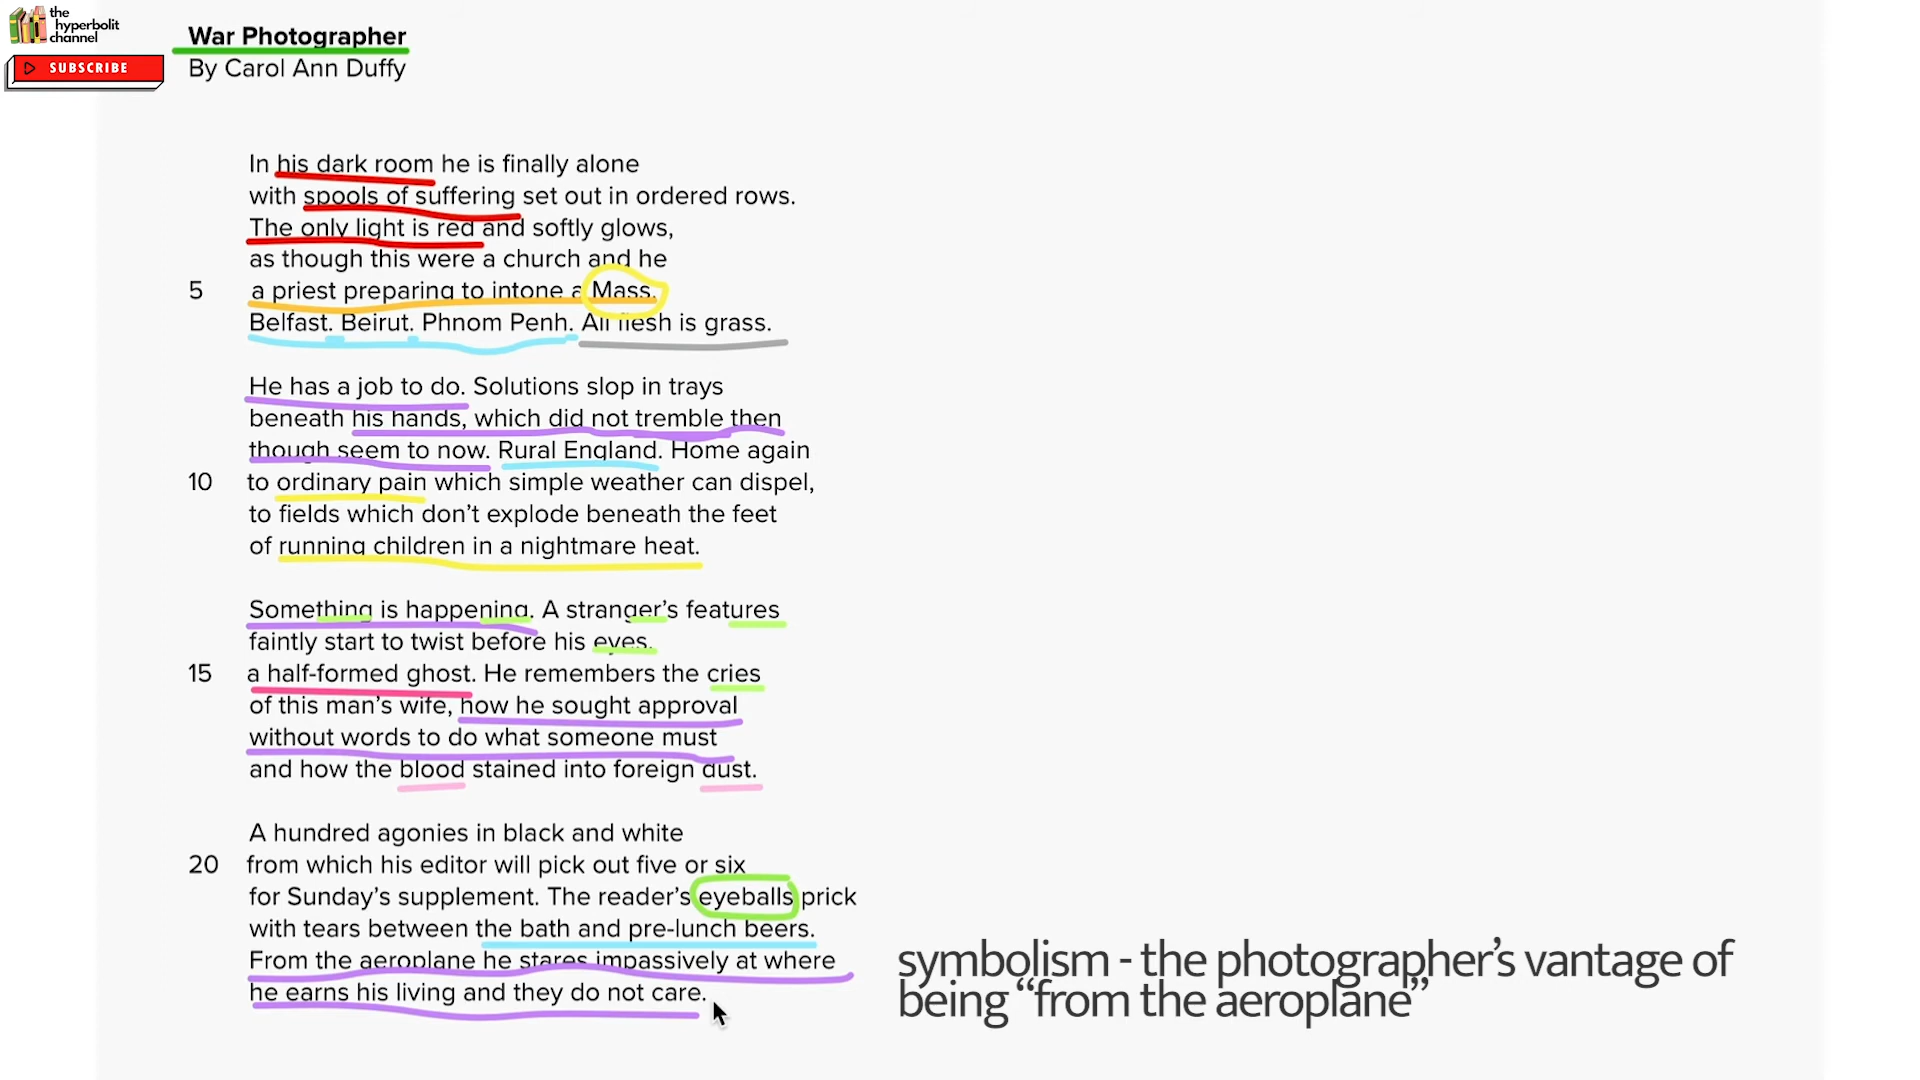 the
hyperbolit
channel
SUBSCRIBE
War Photographer
By Carol Ann Duffy
In his dark room he is finally alone
with spools of suffering set out in ordered rows.
The only light is red and softly glows,
as though this were a church and he
5 a priest preparing to intone a Mass.
Belfast. Beirut. Phnom Penh. All flesh is grass.
He has a job to do. Solutions slop in trays
beneath his hands, which did not tremble then
though seem to now. Rural England. Home again
10 to ordinary pain which simple weather can dispel,
to fields which don’t explode beneath the feet
of running children in a nightmare heat.
Something is happening. A stranger’s features
faintly start to twist before his eyes,
15 a half-formed ghost. He remembers the cries
of this man’s wife, how he sought approval
without words to do what someone must
and how the blood stained into foreign dust.
A hundred agonies in black and white
20 from which his editor will pick out five or six
for Sunday’s supplement. The reader’s eyeballs prick
with tears between the bath and pre-lunch beers.
From the aeroplane he stares impassively at where
he earns his living and they do not care.
symbolism - the photographer’s vantage of
being “from the aeroplane”